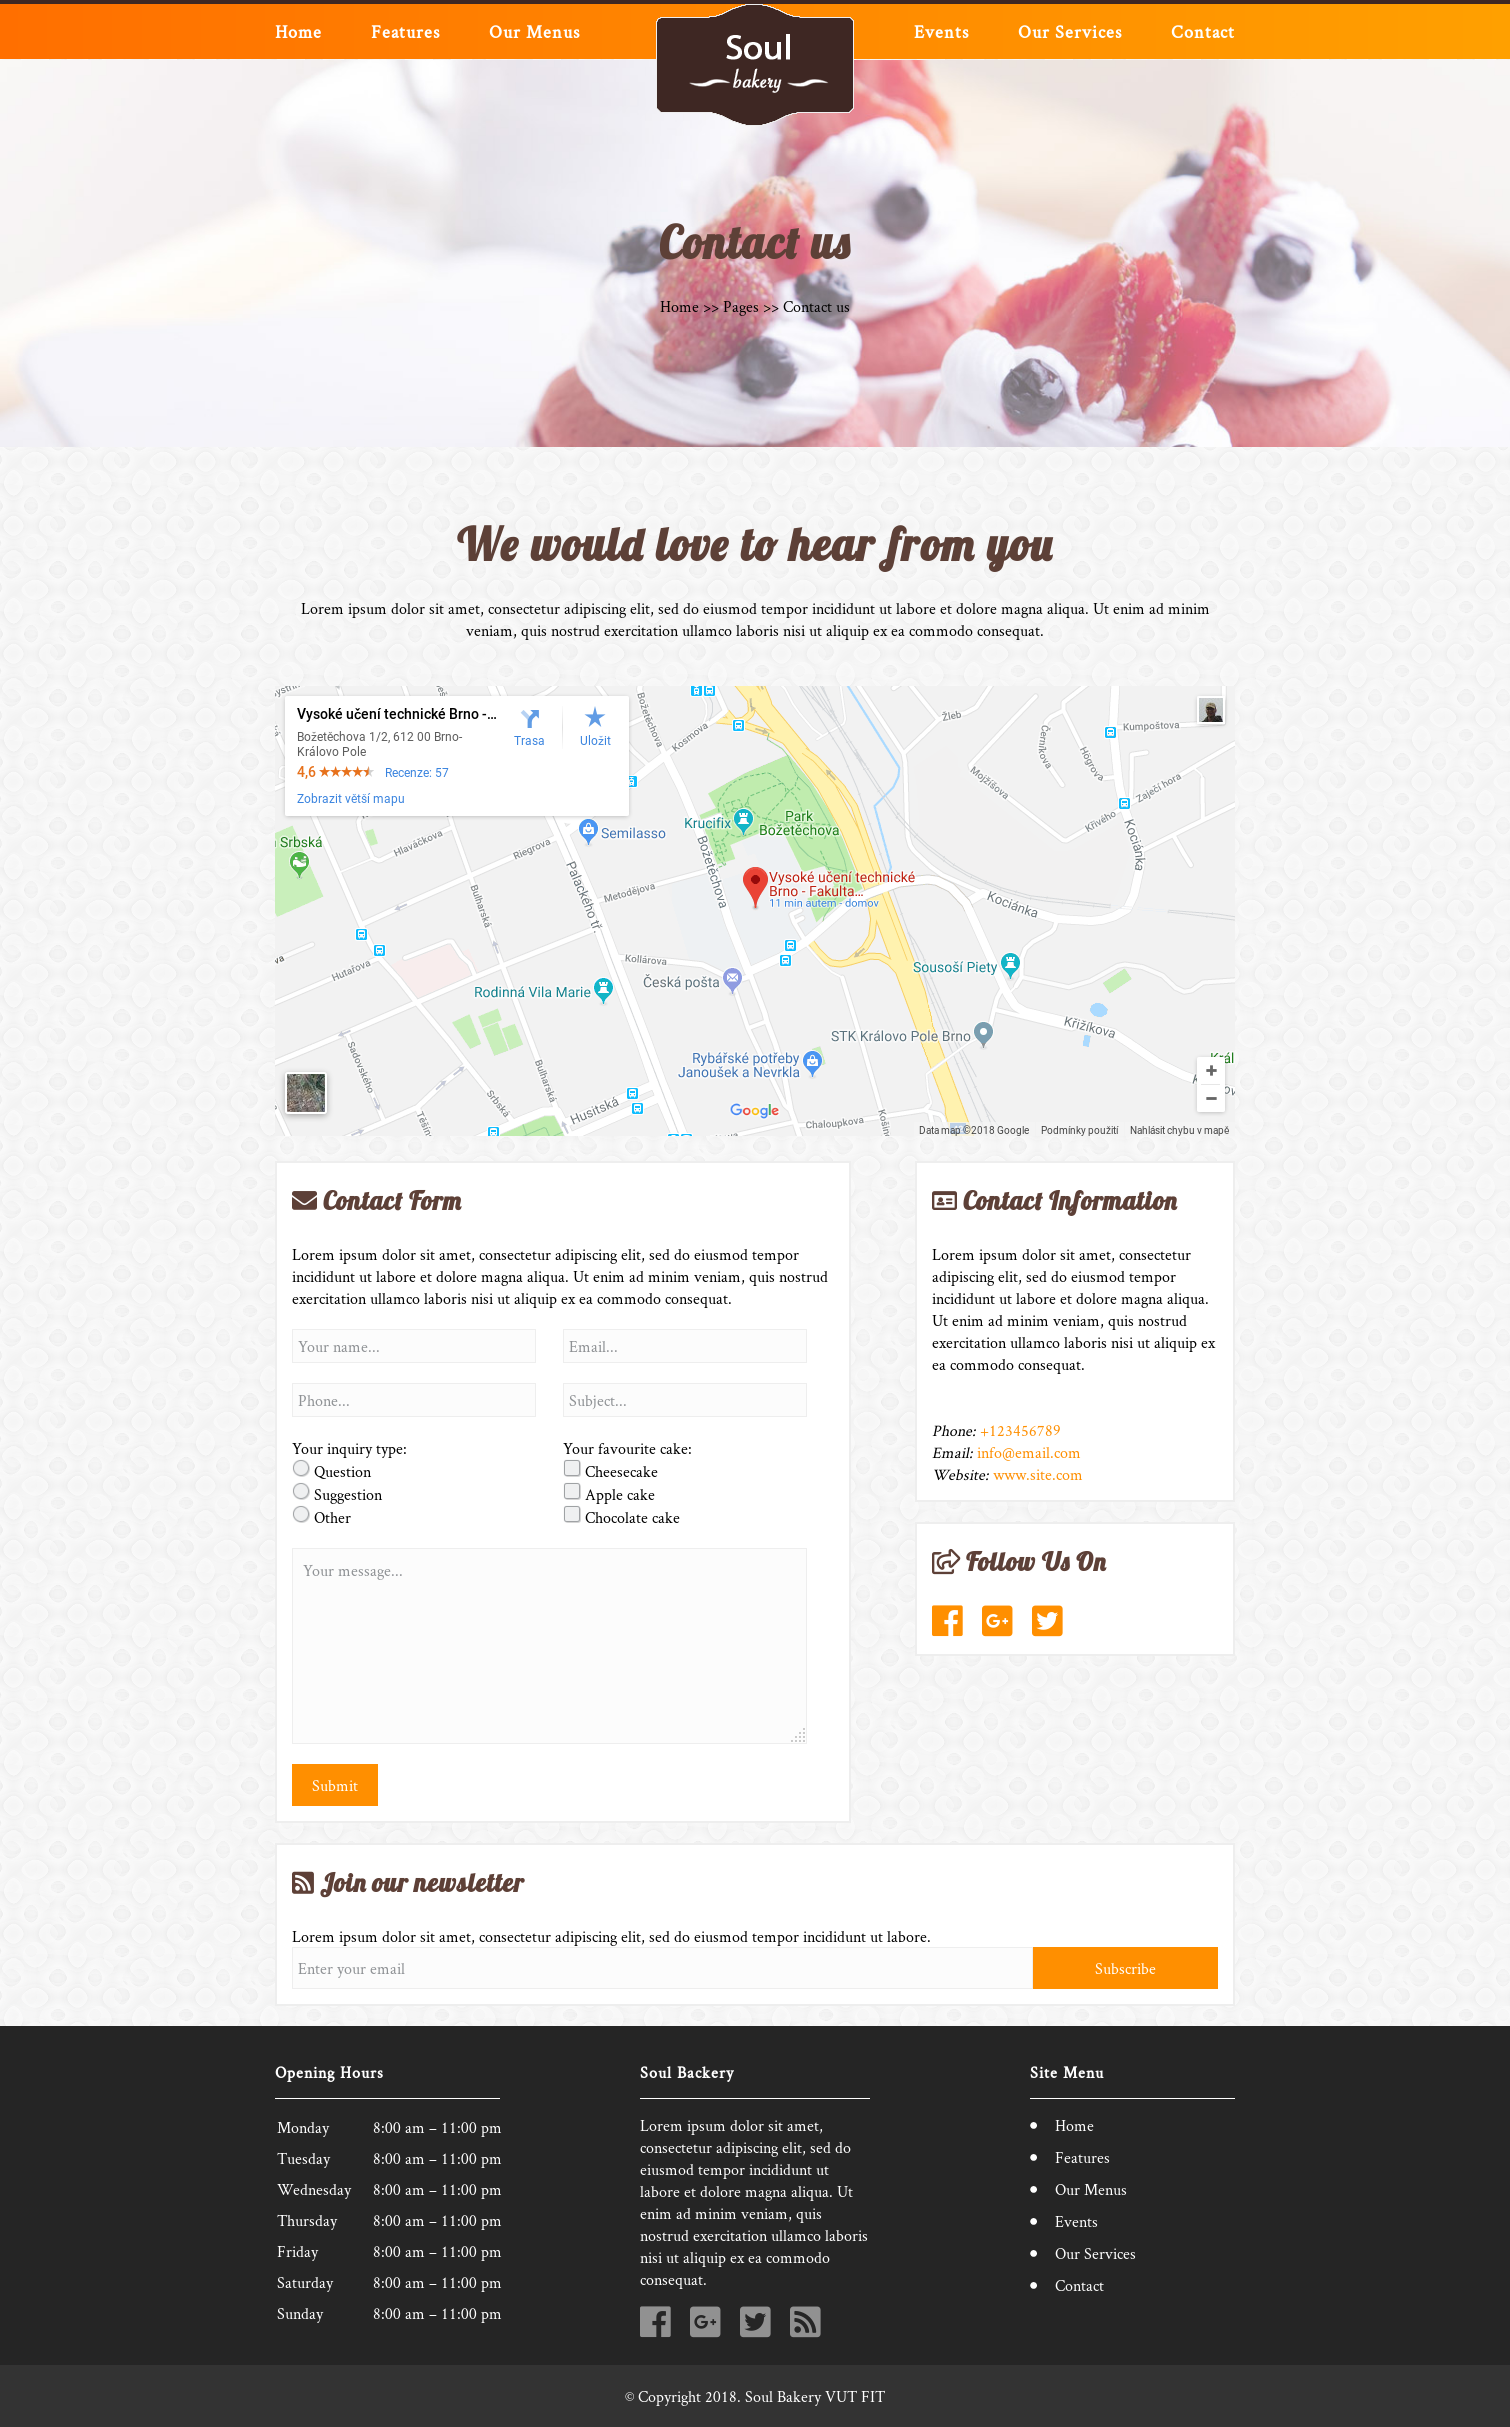 Home Features Our Menus Soul bakery Events Our Services Contact
Contact us
Home >> Pages >> Contact us
We would love to hear from you
Lorem ipsum dolor sit amet, consectetur adipiscing elit, sed do eiusmod tempor incididunt ut labore et dolore magna aliqua. Ut enim ad minim
veniam, quis nostrud exercitation ullamco laboris nisi ut aliquip ex ea commodo consequat.
Vysoké učení technické Brno -...
Božetěchova 1/2, 612 00 Brno-
Královo Pole
4,6 Recenze: 57
Zobrazit větší mapu
Trasa
Uložit
Božetěchova
Kosmova
Žleb
Kumpoštova
Černíkova
Högrova
Mojžíšova
Zaječí hora
Křivého
Kociánka
Srbská
Hlaváčkova
Riegrova
Semilasso
Krucifix
Park
Božetěchova
Božetěchova
Palackého tř.
Metodějova
Bulharská
Vysoké učení technické
Brno - Fakulta...
11 min autem - domov
Kociánka
Hutařova
Kollárova
Česká pošta
Rodinná Vila Marie
Sousoší Piety
STK Královo Pole Brno
Křižíkova
Rybářské potřeby
Janoušek a Nevrkla
Sadovského
Bulharská
Srbská
Husitská
Chaloupkova
Google
Data map ©2018 Google Podmínky použití Nahlásit chybu v mapě
Contact Form
Lorem ipsum dolor sit amet, consectetur adipiscing elit, sed do eiusmod tempor
incididunt ut labore et dolore magna aliqua. Ut enim ad minim veniam, quis nostrud
exercitation ullamco laboris nisi ut aliquip ex ea commodo consequat.
Your name... Email...
Phone... Subject...
Your inquiry type:
Question
Suggestion
Other
Your favourite cake:
Cheesecake
Apple cake
Chocolate cake
Your message...
Submit
Contact Information
Lorem ipsum dolor sit amet, consectetur
adipiscing elit, sed do eiusmod tempor
incididunt ut labore et dolore magna aliqua.
Ut enim ad minim veniam, quis nostrud
exercitation ullamco laboris nisi ut aliquip ex
ea commodo consequat.
Phone: +123456789
Email: info@email.com
Website: www.site.com
Follow Us On
Join our newsletter
Lorem ipsum dolor sit amet, consectetur adipiscing elit, sed do eiusmod tempor incididunt ut labore.
Enter your email Subscribe
Opening Hours
Monday 8:00 am – 11:00 pm
Tuesday 8:00 am – 11:00 pm
Wednesday 8:00 am – 11:00 pm
Thursday 8:00 am – 11:00 pm
Friday 8:00 am – 11:00 pm
Saturday 8:00 am – 11:00 pm
Sunday 8:00 am – 11:00 pm
Soul Backery
Lorem ipsum dolor sit amet,
consectetur adipiscing elit, sed do
eiusmod tempor incididunt ut
labore et dolore magna aliqua. Ut
enim ad minim veniam, quis
nostrud exercitation ullamco laboris
nisi ut aliquip ex ea commodo
consequat.
Site Menu
Home
Features
Our Menus
Events
Our Services
Contact
© Copyright 2018. Soul Bakery VUT FIT